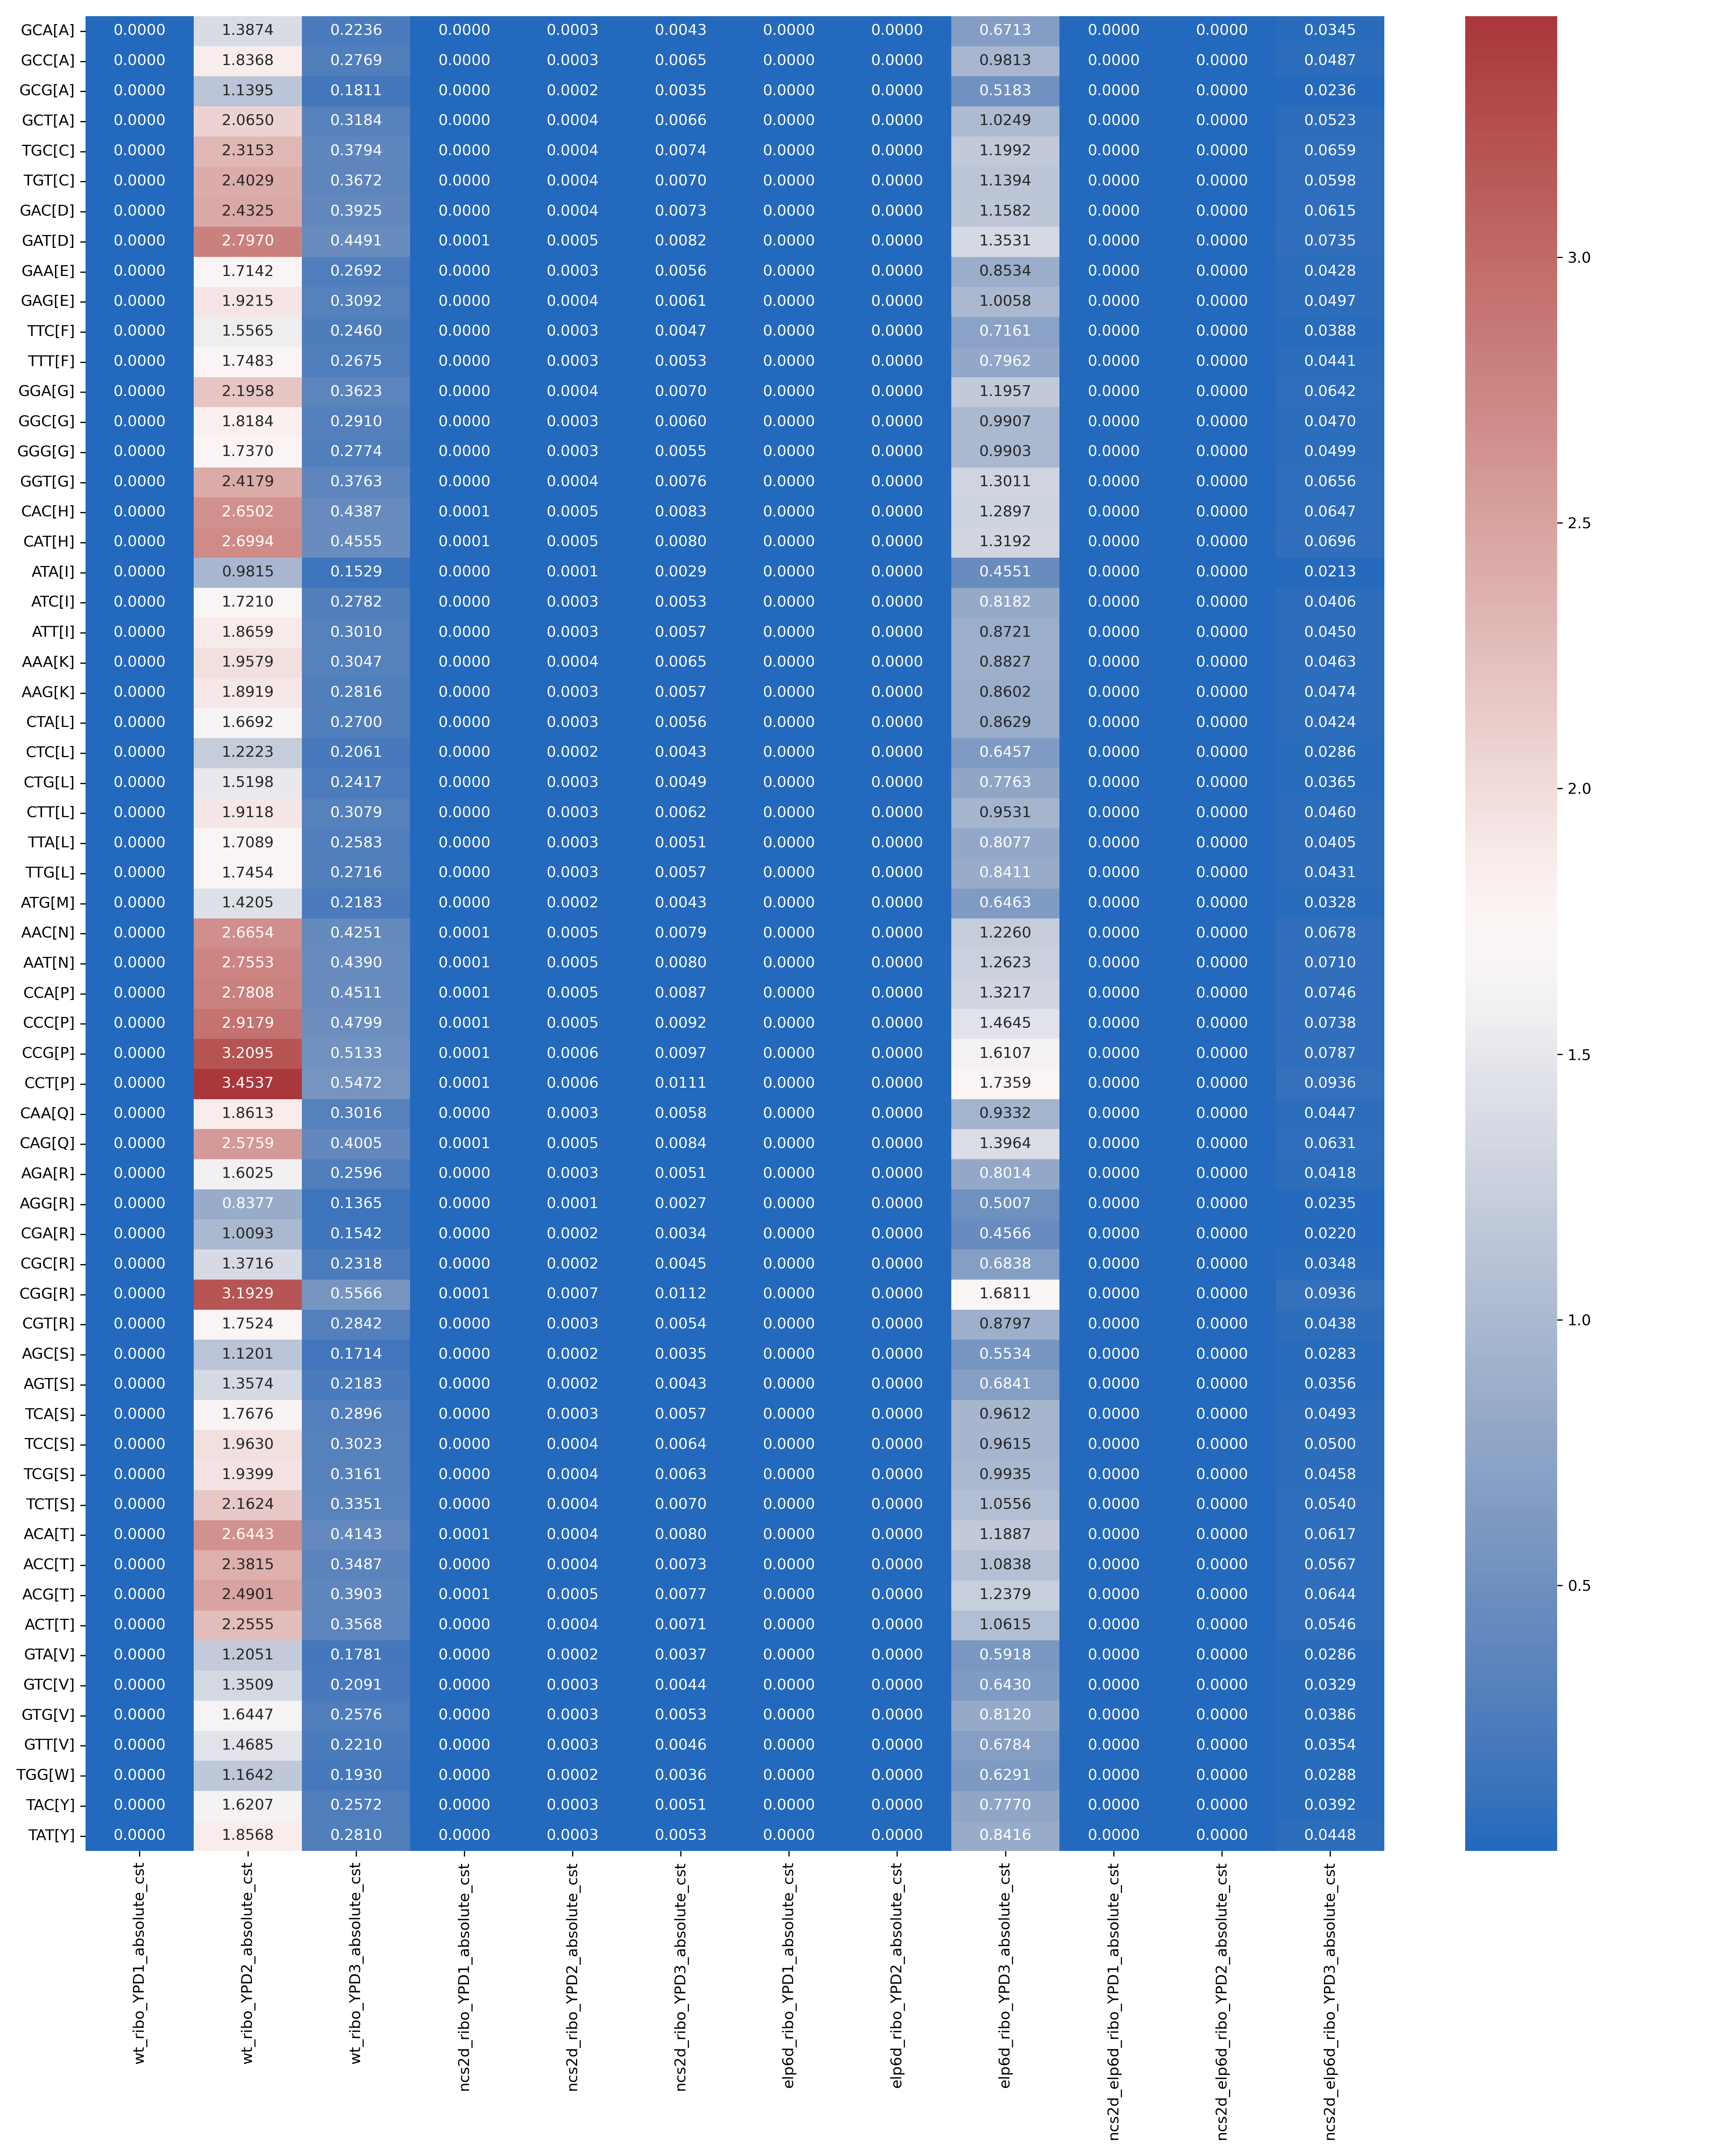 GCA[A] 0.0000 1.3874 0.2236 0.0000 0.0003 0.0043 0.0000 0.0000 0.6713 0.0000 0.0000 0.0345
GCC[A] 0.0000 1.8368 0.2769 0.0000 0.0003 0.0065 0.0000 0.0000 0.9813 0.0000 0.0000 0.0487
GCG[A] 0.0000 1.1395 0.1811 0.0000 0.0002 0.0035 0.0000 0.0000 0.5183 0.0000 0.0000 0.0236
GCT[A] 0.0000 2.0650 0.3184 0.0000 0.0004 0.0066 0.0000 0.0000 1.0249 0.0000 0.0000 0.0523
TGC[C] 0.0000 2.3153 0.3794 0.0000 0.0004 0.0074 0.0000 0.0000 1.1992 0.0000 0.0000 0.0659
TGT[C] 0.0000 2.4029 0.3672 0.0000 0.0004 0.0070 0.0000 0.0000 1.1394 0.0000 0.0000 0.0598
GAC[D] 0.0000 2.4325 0.3925 0.0000 0.0004 0.0073 0.0000 0.0000 1.1582 0.0000 0.0000 0.0615
GAT[D] 0.0000 2.7970 0.4491 0.0001 0.0005 0.0082 0.0000 0.0000 1.3531 0.0000 0.0000 0.0735
GAA[E] 0.0000 1.7142 0.2692 0.0000 0.0003 0.0056 0.0000 0.0000 0.8534 0.0000 0.0000 0.0428
GAG[E] 0.0000 1.9215 0.3092 0.0000 0.0004 0.0061 0.0000 0.0000 1.0058 0.0000 0.0000 0.0497
TTC[F] 0.0000 1.5565 0.2460 0.0000 0.0003 0.0047 0.0000 0.0000 0.7161 0.0000 0.0000 0.0388
TTT[F] 0.0000 1.7483 0.2675 0.0000 0.0003 0.0053 0.0000 0.0000 0.7962 0.0000 0.0000 0.0441
GGA[G] 0.0000 2.1958 0.3623 0.0000 0.0004 0.0070 0.0000 0.0000 1.1957 0.0000 0.0000 0.0642
GGC[G] 0.0000 1.8184 0.2910 0.0000 0.0003 0.0060 0.0000 0.0000 0.9907 0.0000 0.0000 0.0470
GGG[G] 0.0000 1.7370 0.2774 0.0000 0.0003 0.0055 0.0000 0.0000 0.9903 0.0000 0.0000 0.0499
GGT[G] 0.0000 2.4179 0.3763 0.0000 0.0004 0.0076 0.0000 0.0000 1.3011 0.0000 0.0000 0.0656
CAC[H] 0.0000 2.6502 0.4387 0.0001 0.0005 0.0083 0.0000 0.0000 1.2897 0.0000 0.0000 0.0647
CAT[H] 0.0000 2.6994 0.4555 0.0001 0.0005 0.0080 0.0000 0.0000 1.3192 0.0000 0.0000 0.0696
ATA[I] 0.0000 0.9815 0.1529 0.0000 0.0001 0.0029 0.0000 0.0000 0.4551 0.0000 0.0000 0.0213
ATC[I] 0.0000 1.7210 0.2782 0.0000 0.0003 0.0053 0.0000 0.0000 0.8182 0.0000 0.0000 0.0406
ATT[I] 0.0000 1.8659 0.3010 0.0000 0.0003 0.0057 0.0000 0.0000 0.8721 0.0000 0.0000 0.0450
AAA[K] 0.0000 1.9579 0.3047 0.0000 0.0004 0.0065 0.0000 0.0000 0.8827 0.0000 0.0000 0.0463
AAG[K] 0.0000 1.8919 0.2816 0.0000 0.0003 0.0057 0.0000 0.0000 0.8602 0.0000 0.0000 0.0474
CTA[L] 0.0000 1.6692 0.2700 0.0000 0.0003 0.0056 0.0000 0.0000 0.8629 0.0000 0.0000 0.0424
CTC[L] 0.0000 1.2223 0.2061 0.0000 0.0002 0.0043 0.0000 0.0000 0.6457 0.0000 0.0000 0.0286
CTG[L] 0.0000 1.5198 0.2417 0.0000 0.0003 0.0049 0.0000 0.0000 0.7763 0.0000 0.0000 0.0365
CTT[L] 0.0000 1.9118 0.3079 0.0000 0.0003 0.0062 0.0000 0.0000 0.9531 0.0000 0.0000 0.0460
TTA[L] 0.0000 1.7089 0.2583 0.0000 0.0003 0.0051 0.0000 0.0000 0.8077 0.0000 0.0000 0.0405
TTG[L] 0.0000 1.7454 0.2716 0.0000 0.0003 0.0057 0.0000 0.0000 0.8411 0.0000 0.0000 0.0431
ATG[M] 0.0000 1.4205 0.2183 0.0000 0.0002 0.0043 0.0000 0.0000 0.6463 0.0000 0.0000 0.0328
AAC[N] 0.0000 2.6654 0.4251 0.0001 0.0005 0.0079 0.0000 0.0000 1.2260 0.0000 0.0000 0.0678
AAT[N] 0.0000 2.7553 0.4390 0.0001 0.0005 0.0080 0.0000 0.0000 1.2623 0.0000 0.0000 0.0710
CCA[P] 0.0000 2.7808 0.4511 0.0001 0.0005 0.0087 0.0000 0.0000 1.3217 0.0000 0.0000 0.0746
CCC[P] 0.0000 2.9179 0.4799 0.0001 0.0005 0.0092 0.0000 0.0000 1.4645 0.0000 0.0000 0.0738
CCG[P] 0.0000 3.2095 0.5133 0.0001 0.0006 0.0097 0.0000 0.0000 1.6107 0.0000 0.0000 0.0787
CCT[P] 0.0000 3.4537 0.5472 0.0001 0.0006 0.0111 0.0000 0.0000 1.7359 0.0000 0.0000 0.0936
CAA[Q] 0.0000 1.8613 0.3016 0.0000 0.0003 0.0058 0.0000 0.0000 0.9332 0.0000 0.0000 0.0447
CAG[Q] 0.0000 2.5759 0.4005 0.0001 0.0005 0.0084 0.0000 0.0000 1.3964 0.0000 0.0000 0.0631
AGA[R] 0.0000 1.6025 0.2596 0.0000 0.0003 0.0051 0.0000 0.0000 0.8014 0.0000 0.0000 0.0418
AGG[R] 0.0000 0.8377 0.1365 0.0000 0.0001 0.0027 0.0000 0.0000 0.5007 0.0000 0.0000 0.0235
CGA[R] 0.0000 1.0093 0.1542 0.0000 0.0002 0.0034 0.0000 0.0000 0.4566 0.0000 0.0000 0.0220
CGC[R] 0.0000 1.3716 0.2318 0.0000 0.0002 0.0045 0.0000 0.0000 0.6838 0.0000 0.0000 0.0348
CGG[R] 0.0000 3.1929 0.5566 0.0001 0.0007 0.0112 0.0000 0.0000 1.6811 0.0000 0.0000 0.0936
CGT[R] 0.0000 1.7524 0.2842 0.0000 0.0003 0.0054 0.0000 0.0000 0.8797 0.0000 0.0000 0.0438
AGC[S] 0.0000 1.1201 0.1714 0.0000 0.0002 0.0035 0.0000 0.0000 0.5534 0.0000 0.0000 0.0283
AGT[S] 0.0000 1.3574 0.2183 0.0000 0.0002 0.0043 0.0000 0.0000 0.6841 0.0000 0.0000 0.0356
TCA[S] 0.0000 1.7676 0.2896 0.0000 0.0003 0.0057 0.0000 0.0000 0.9612 0.0000 0.0000 0.0493
TCC[S] 0.0000 1.9630 0.3023 0.0000 0.0004 0.0064 0.0000 0.0000 0.9615 0.0000 0.0000 0.0500
TCG[S] 0.0000 1.9399 0.3161 0.0000 0.0004 0.0063 0.0000 0.0000 0.9935 0.0000 0.0000 0.0458
TCT[S] 0.0000 2.1624 0.3351 0.0000 0.0004 0.0070 0.0000 0.0000 1.0556 0.0000 0.0000 0.0540
ACA[T] 0.0000 2.6443 0.4143 0.0001 0.0004 0.0080 0.0000 0.0000 1.1887 0.0000 0.0000 0.0617
ACC[T] 0.0000 2.3815 0.3487 0.0000 0.0004 0.0073 0.0000 0.0000 1.0838 0.0000 0.0000 0.0567
ACG[T] 0.0000 2.4901 0.3903 0.0001 0.0005 0.0077 0.0000 0.0000 1.2379 0.0000 0.0000 0.0644
ACT[T] 0.0000 2.2555 0.3568 0.0000 0.0004 0.0071 0.0000 0.0000 1.0615 0.0000 0.0000 0.0546
GTA[V] 0.0000 1.2051 0.1781 0.0000 0.0002 0.0037 0.0000 0.0000 0.5918 0.0000 0.0000 0.0286
GTC[V] 0.0000 1.3509 0.2091 0.0000 0.0003 0.0044 0.0000 0.0000 0.6430 0.0000 0.0000 0.0329
GTG[V] 0.0000 1.6447 0.2576 0.0000 0.0003 0.0053 0.0000 0.0000 0.8120 0.0000 0.0000 0.0386
GTT[V] 0.0000 1.4685 0.2210 0.0000 0.0003 0.0046 0.0000 0.0000 0.6784 0.0000 0.0000 0.0354
TGG[W] 0.0000 1.1642 0.1930 0.0000 0.0002 0.0036 0.0000 0.0000 0.6291 0.0000 0.0000 0.0288
TAC[Y] 0.0000 1.6207 0.2572 0.0000 0.0003 0.0051 0.0000 0.0000 0.7770 0.0000 0.0000 0.0392
TAT[Y] 0.0000 1.8568 0.2810 0.0000 0.0003 0.0053 0.0000 0.0000 0.8416 0.0000 0.0000 0.0448
wt_ribo_YPD1_absolute_cst
wt_ribo_YPD2_absolute_cst
wt_ribo_YPD3_absolute_cst
ncs2d_ribo_YPD1_absolute_cst
ncs2d_ribo_YPD2_absolute_cst
ncs2d_ribo_YPD3_absolute_cst
elp6d_ribo_YPD1_absolute_cst
elp6d_ribo_YPD2_absolute_cst
elp6d_ribo_YPD3_absolute_cst
ncs2d_elp6d_ribo_YPD1_absolute_cst
ncs2d_elp6d_ribo_YPD2_absolute_cst
ncs2d_elp6d_ribo_YPD3_absolute_cst
3.0
2.5
2.0
1.5
1.0
0.5